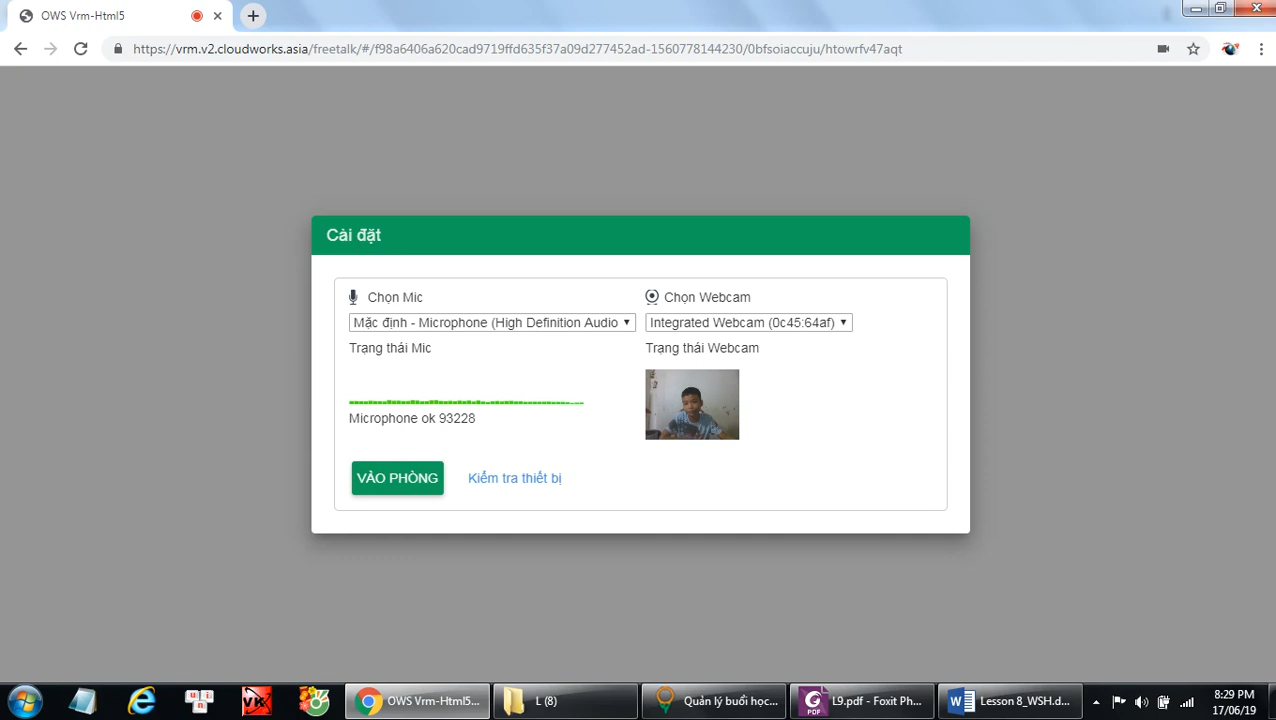 OWS Vrm-Html5
https://vrm.v2.cloudworks.asia/freetalk/#/f98a6406a620cad9719ffd635f37a09d277452ad-1560778144230/0bfsoiaccuju/htowrfv47aqt
Cài đặt
Chọn Mic
Chọn Webcam
Mặc định - Microphone (High Definition Audio
Integrated Webcam (0c45:64af)
Trạng thái Mic
Trạng thái Webcam
Microphone ok 93228
VÀO PHÒNG
Kiểm tra thiết bị
OWS Vrm-Html5...
L (8)
Quản lý buổi học...
L9.pdf - Foxit Ph...
Lesson 8_WSH.d...
8:29 PM
17/06/19